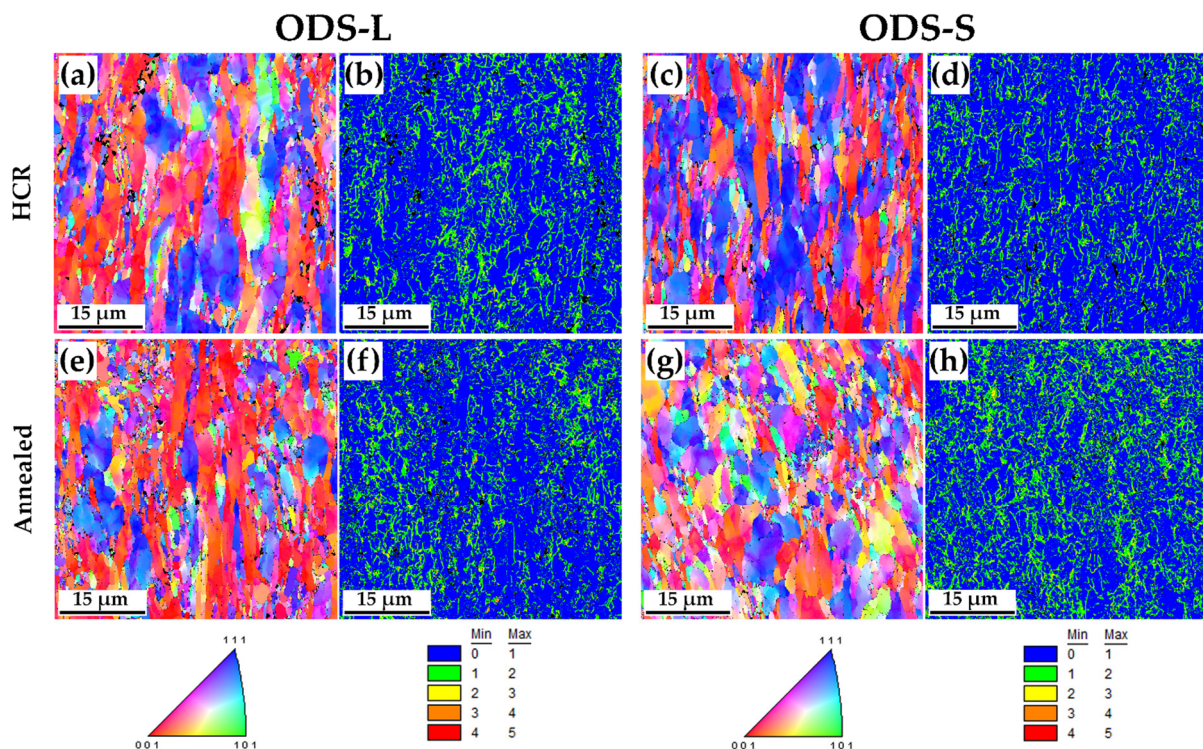 ODS-L
ODS-S
HCR
(a)
(b)
(c)
(d)
15 µm
15 µm
15 µm
15 µm
Annealed
(e)
(f)
(g)
(h)
15 µm
15 µm
15 µm
15 µm
111
001
101
Min Max
0 1
1 2
2 3
3 4
4 5
111
001
101
Min Max
0 1
1 2
2 3
3 4
4 5